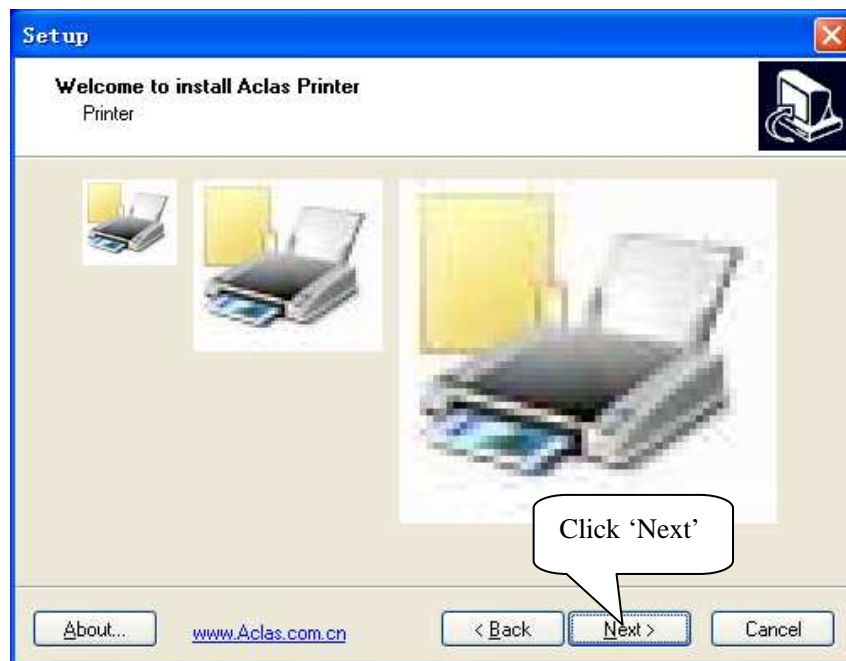 Setup
Welcome to install Aclas Printer
Printer
Click ‘Next’
About...
www.Aclas.com.cn
< Back
Next >
Cancel